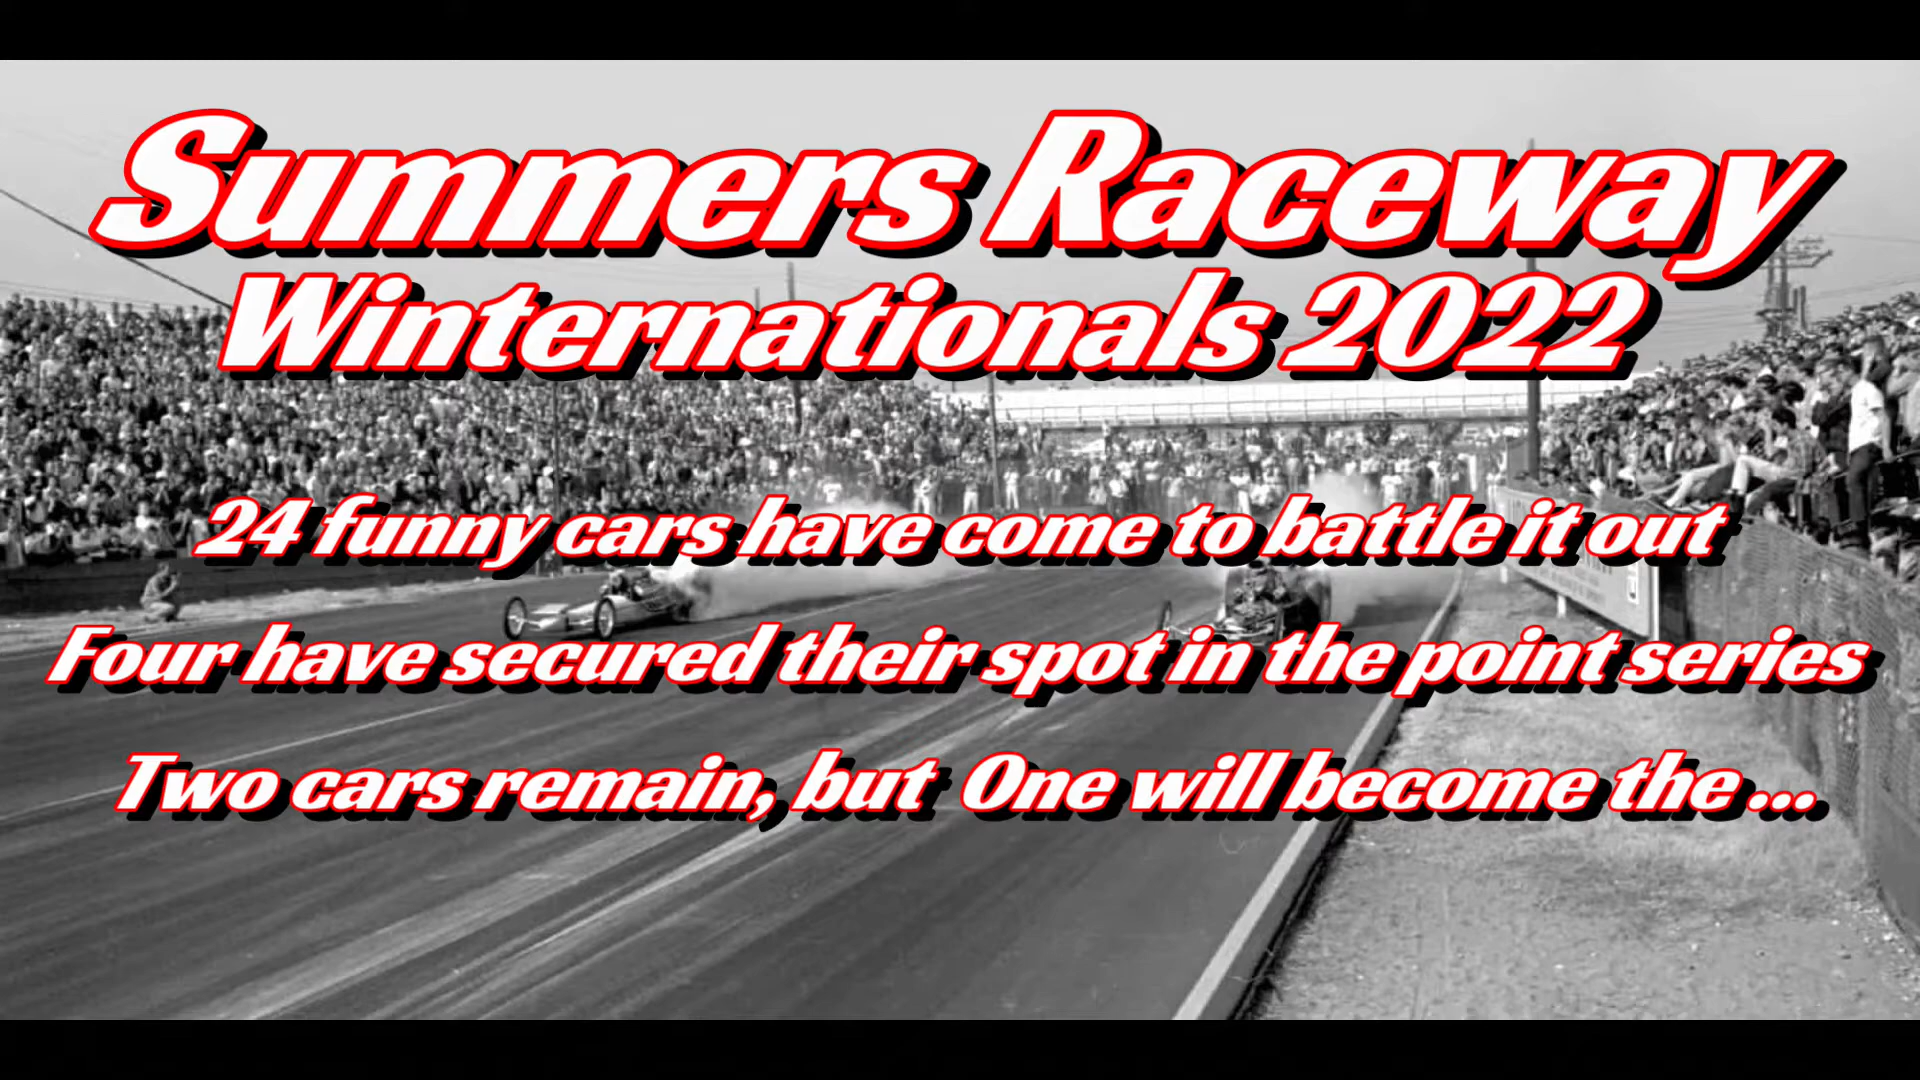 Summers Raceway
Winternationals 2022
24 funny cars have come to battle it out
Four have secured their spot in the point series
Two cars remain, but One will become the ...